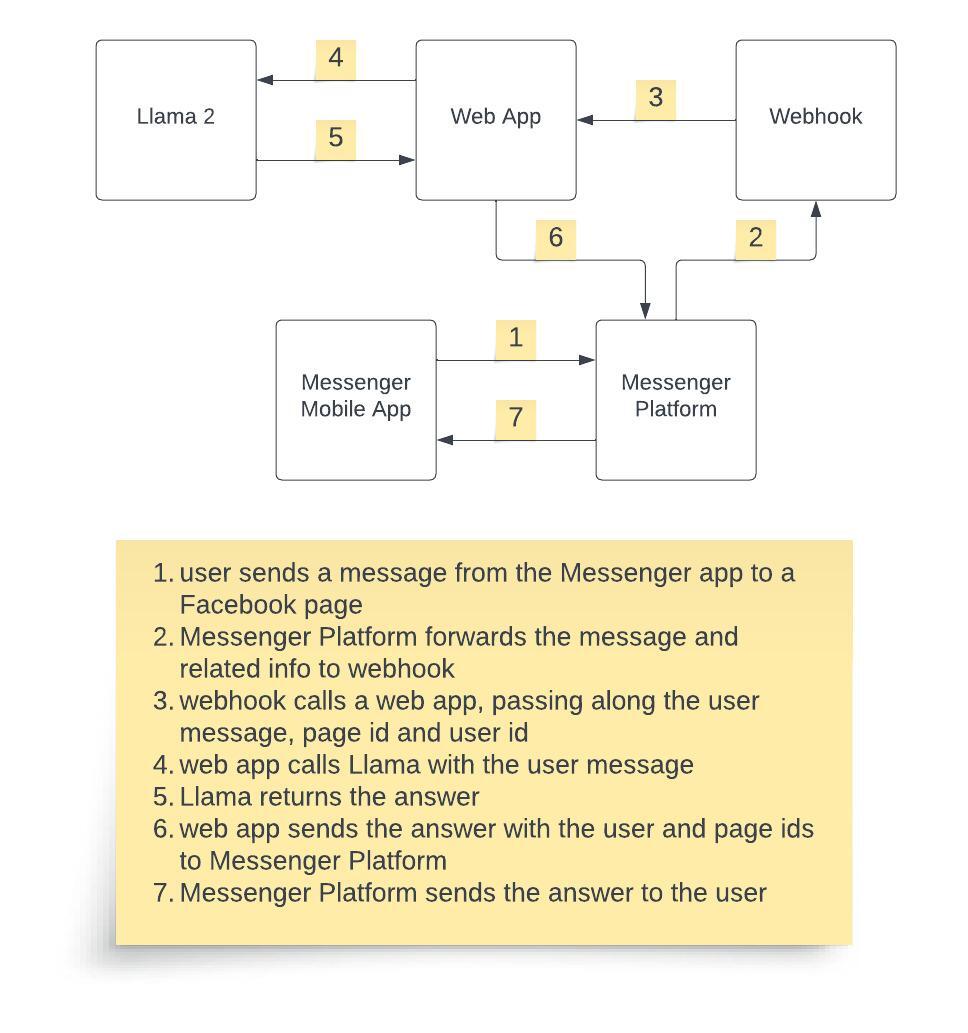 4
Llama 2
Web App
3
Webhook
5
6
2
1
Messenger
Mobile App
Messenger
Platform
7
1. user sends a message from the Messenger app to a
Facebook page
2. Messenger Platform forwards the message and
related info to webhook
3. webhook calls a web app, passing along the user
message, page id and user id
4. web app calls Llama with the user message
5. Llama returns the answer
6. web app sends the answer with the user and page ids
to Messenger Platform
7. Messenger Platform sends the answer to the user